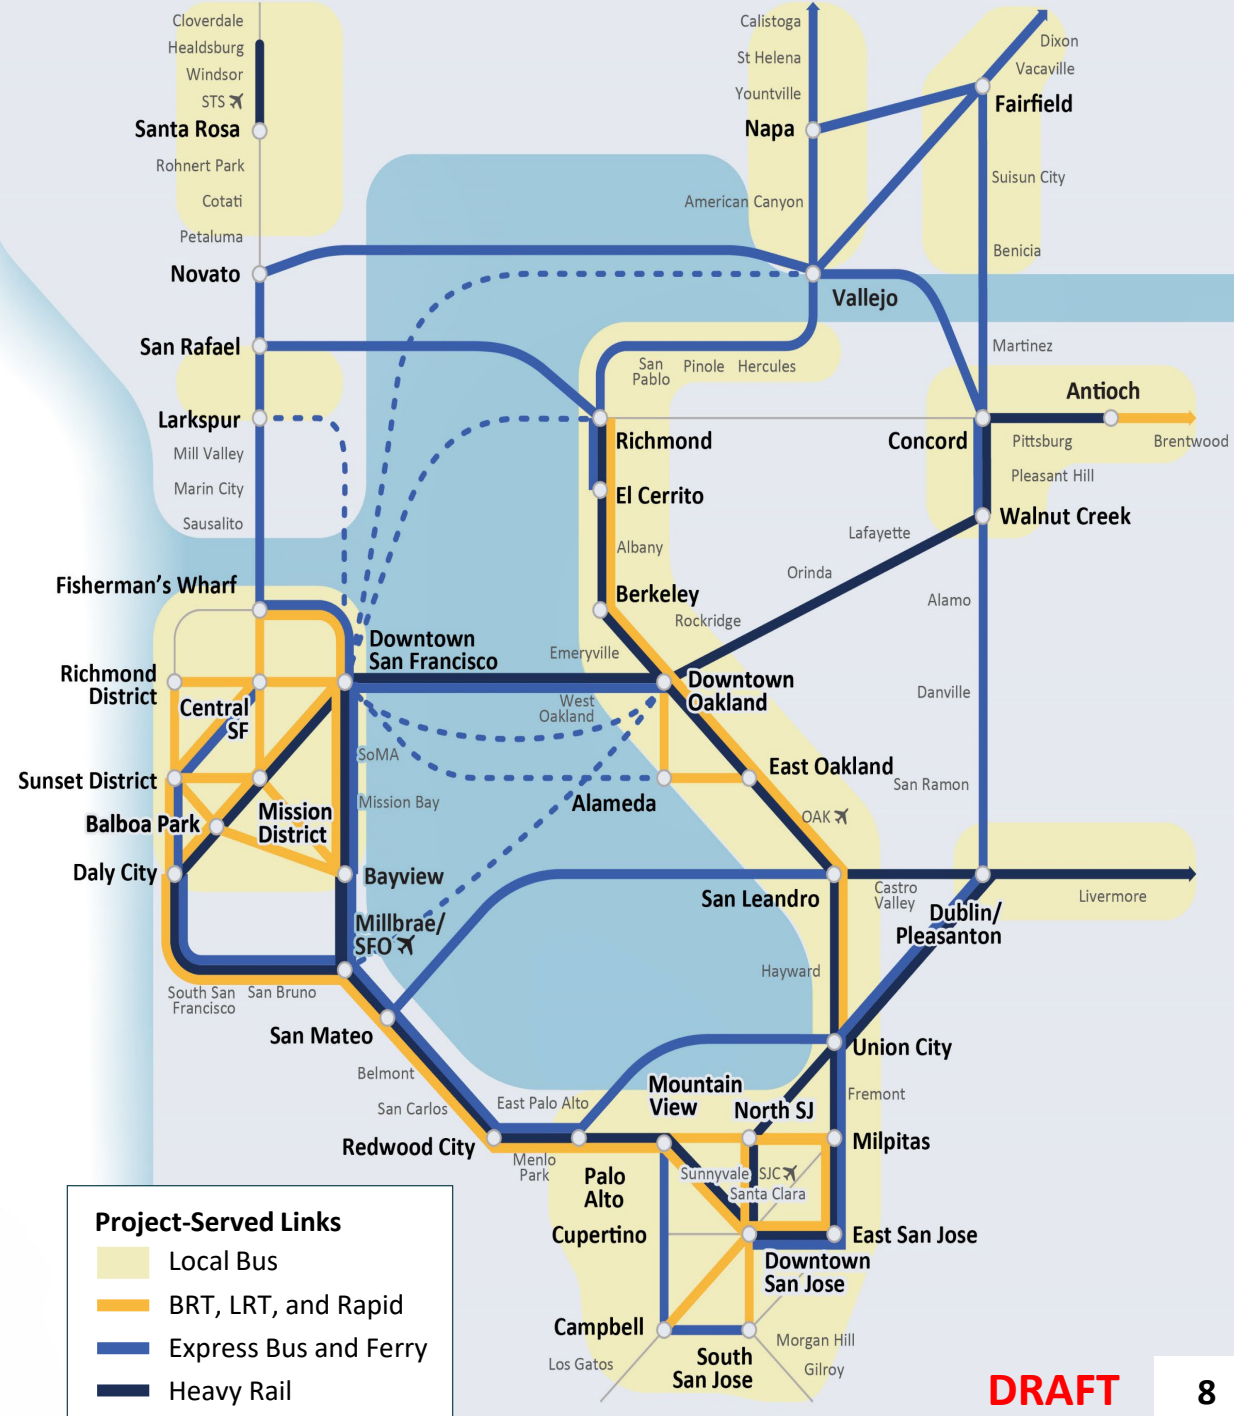 Cloverdale
Healdsburg
Windsor
STS
Santa Rosa
Rohnert Park
Cotati
Petaluma
Novato
San Rafael
Larkspur
Mill Valley
Marin City
Sausalito
Calistoga
St Helena
Yountville
Napa
American Canyon
Vallejo
Dixon
Vacaville
Fairfield
Suisun City
Benicia
Martinez
San
Pablo
Pinole
Hercules
Richmond
El Cerrito
Albany
Berkeley
Rockridge
Emeryville
Concord
Antioch
Pittsburg
Brentwood
Pleasant Hill
Walnut Creek
Lafayette
Orinda
Alamo
Danville
San Ramon
Fisherman's Wharf
Richmond
District
Central
SF
Downtown
San Francisco
West
Oakland
Downtown
Oakland
Sunset District
SoMA
Mission Bay
Balboa Park
Mission
District
Daly City
Bayview
Alameda
East Oakland
OAK
San Leandro
Castro
Valley
Dublin/
Pleasanton
Livermore
Millbrae/
SFO
South San
Francisco
San Bruno
San Mateo
Hayward
Union City
Belmont
San Carlos
East Palo Alto
Redwood City
Menlo
Park
Palo
Alto
Mountain
View
North SJ
Fremont
Milpitas
Sunnyvale
SJC
Santa Clara
Cupertino
East San Jose
Downtown
San Jose
Campbell
Los Gatos
South
San Jose
Morgan Hill
Gilroy
Project-Served Links
Local Bus
BRT, LRT, and Rapid
Express Bus and Ferry
Heavy Rail
DRAFT
8